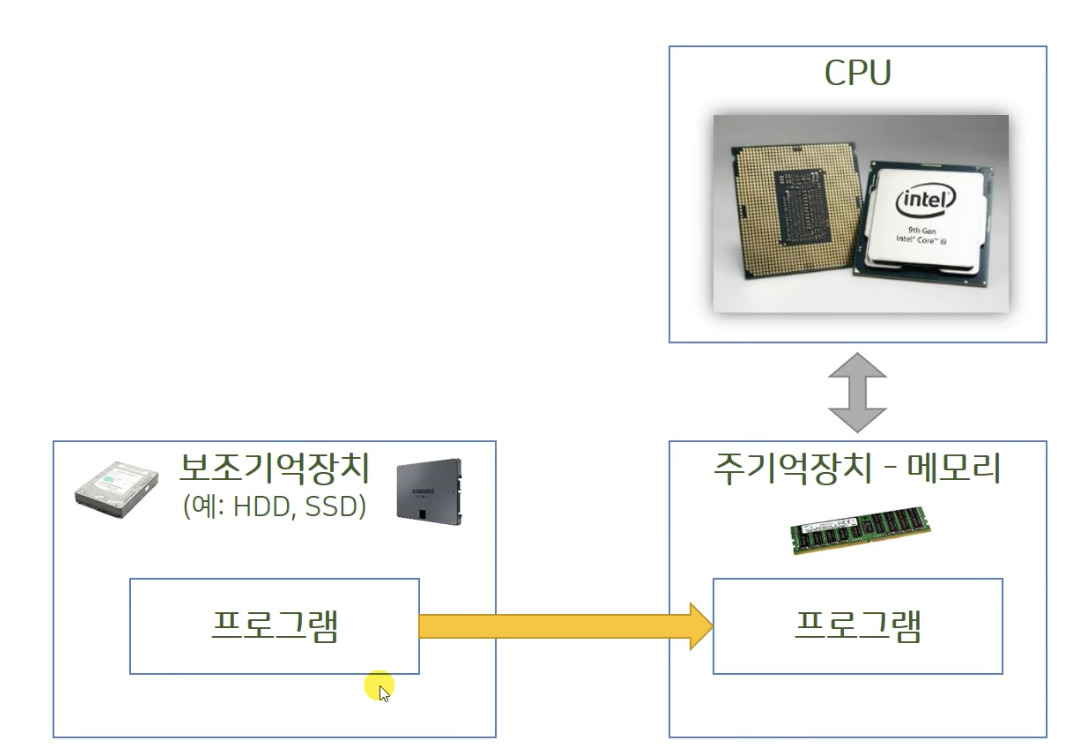 CPU
intel
9th Gen
Intel® Core™ i9
보조기억장치
(예: HDD, SSD)
SAMSUNG
주기억장치 - 메모리
프로그램
프로그램